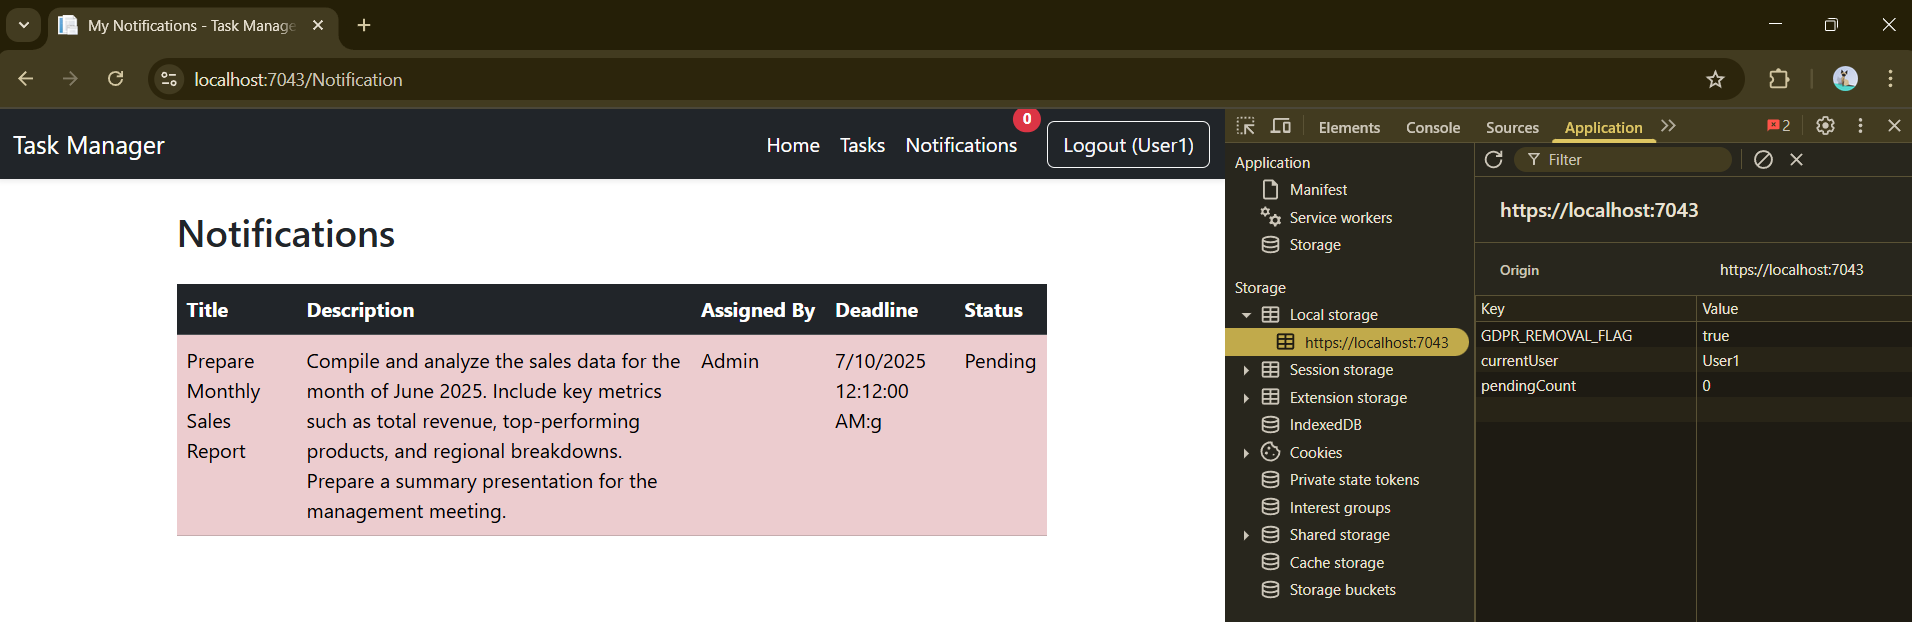 My Notifications - Task Manage
localhost:7043/Notification
Task Manager
Home
Tasks
Notifications
0
Logout (User1)
Notifications
Title
Description
Assigned By
Deadline
Status
Prepare
Monthly
Sales
Report
Compile and analyze the sales data for the
month of June 2025. Include key metrics
such as total revenue, top-performing
products, and regional breakdowns.
Prepare a summary presentation for the
management meeting.
Admin
7/10/2025
12:12:00
AM:g
Pending
Elements
Console
Sources
Application
2
Application
Manifest
Service workers
Storage
Storage
Local storage
https://localhost:7043
Session storage
Extension storage
IndexedDB
Cookies
Private state tokens
Interest groups
Shared storage
Cache storage
Storage buckets
Filter
https://localhost:7043
Origin
https://localhost:7043
Key
Value
GDPR_REMOVAL_FLAG
true
currentUser
User1
pendingCount
0